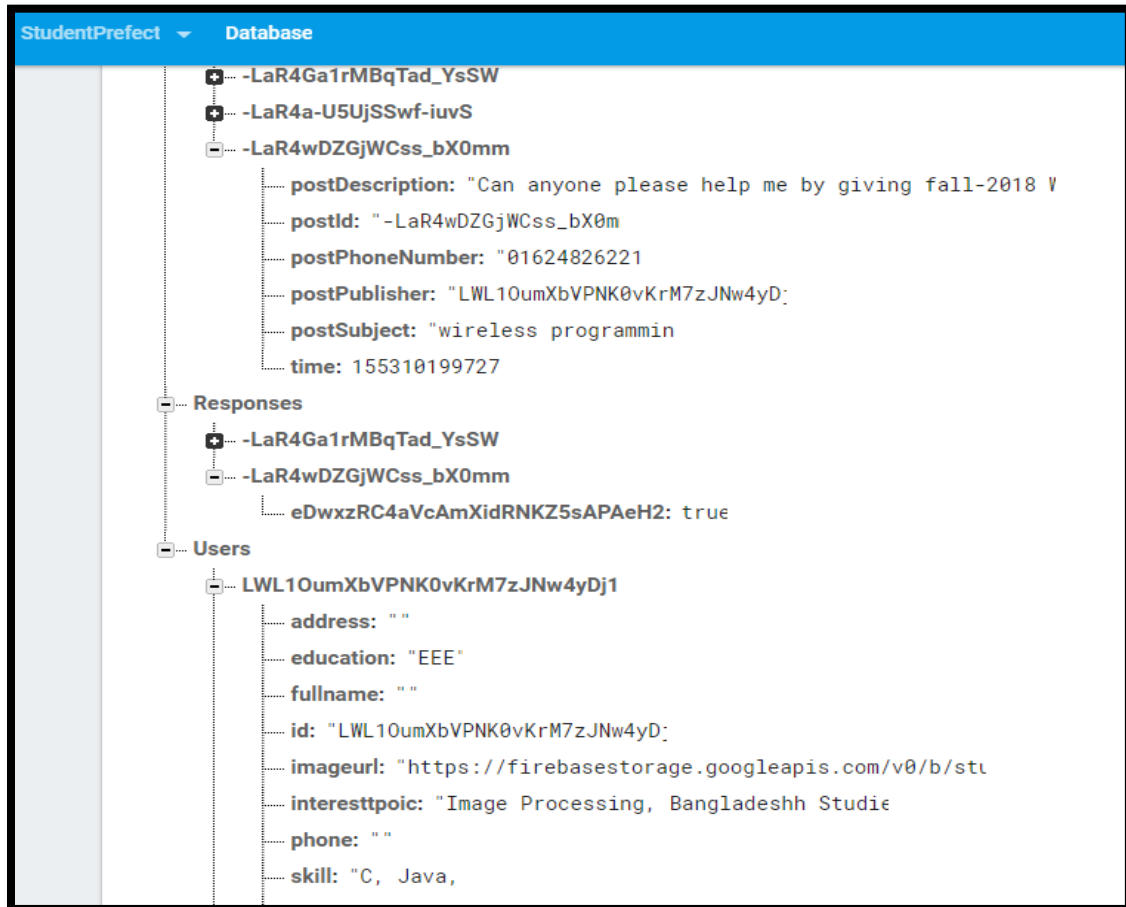 StudentPrefect Database
-LaR4Ga1rMBqTad_YsSW
-LaR4a-U5UjSSwf-iuvS
-LaR4wDZGjWCss_bX0mm
postDescription: "Can anyone please help me by giving fall-2018
postId: "-LaR4wDZGjWCss_bX0m
postPhoneNumber: "01624826221
postPublisher: "LWL1OumXbVPNK0vKrM7zJNw4yD
postSubject: "wireless programmin
time: 155310199727
Responses
-LaR4Ga1rMBqTad_YsSW
-LaR4wDZGjWCss_bX0mm
eDwxzRC4aVcAmXidRNKZ5sAPAeH2: true
Users
LWL1OumXbVPNK0vKrM7zJNw4yDj1
address: ""
education: "EEE"
fullname: ""
id: "LWL1OumXbVPNK0vKrM7zJNw4yD
imageurl: "https://firebasestorage.googleapis.com/v0/b/stu
interesttpoic: "Image Processing, Bangladeshh Studie
phone: ""
skill: "C, Java,